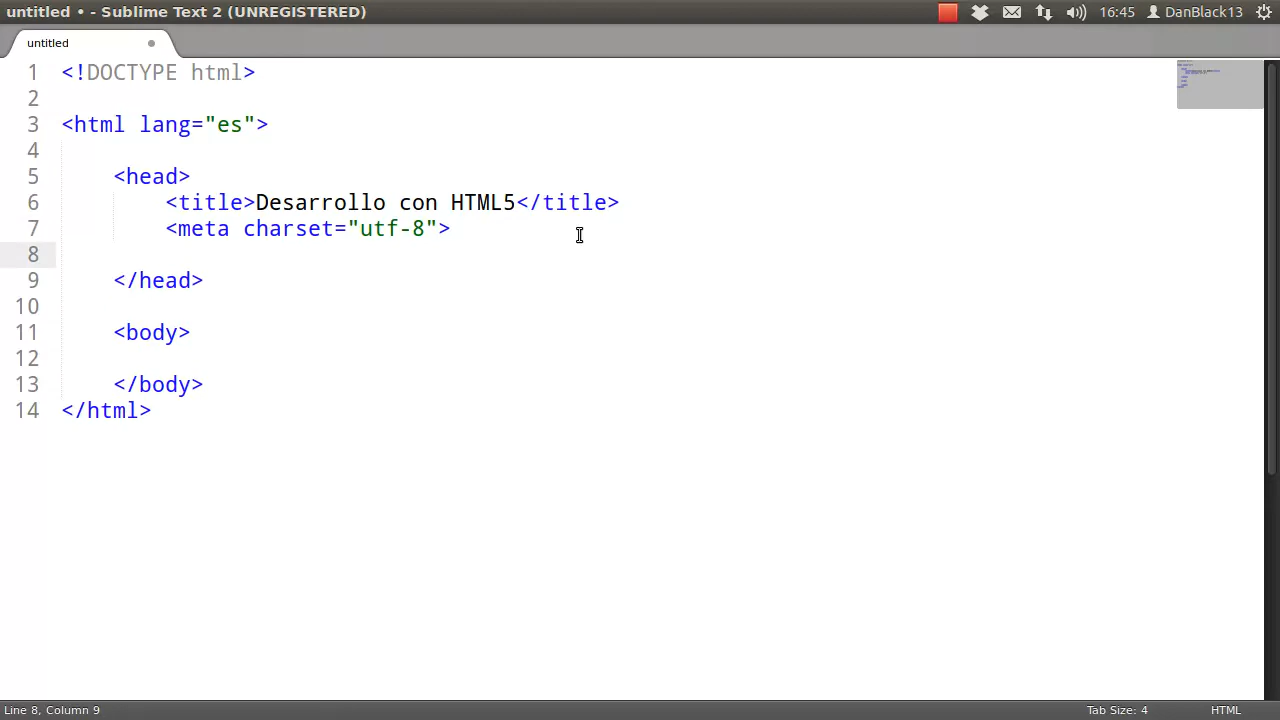 untitled • - Sublime Text 2 (UNREGISTERED)
16:45
DanBlack13
untitled
1 <!DOCTYPE html>
2
3 <html lang="es">
4
5 <head>
6 <title>Desarrollo con HTML5</title>
7 <meta charset="utf-8">
8
9 </head>
10
11 <body>
12
13 </body>
14 </html>
Line 8, Column 9
Tab Size: 4
HTML